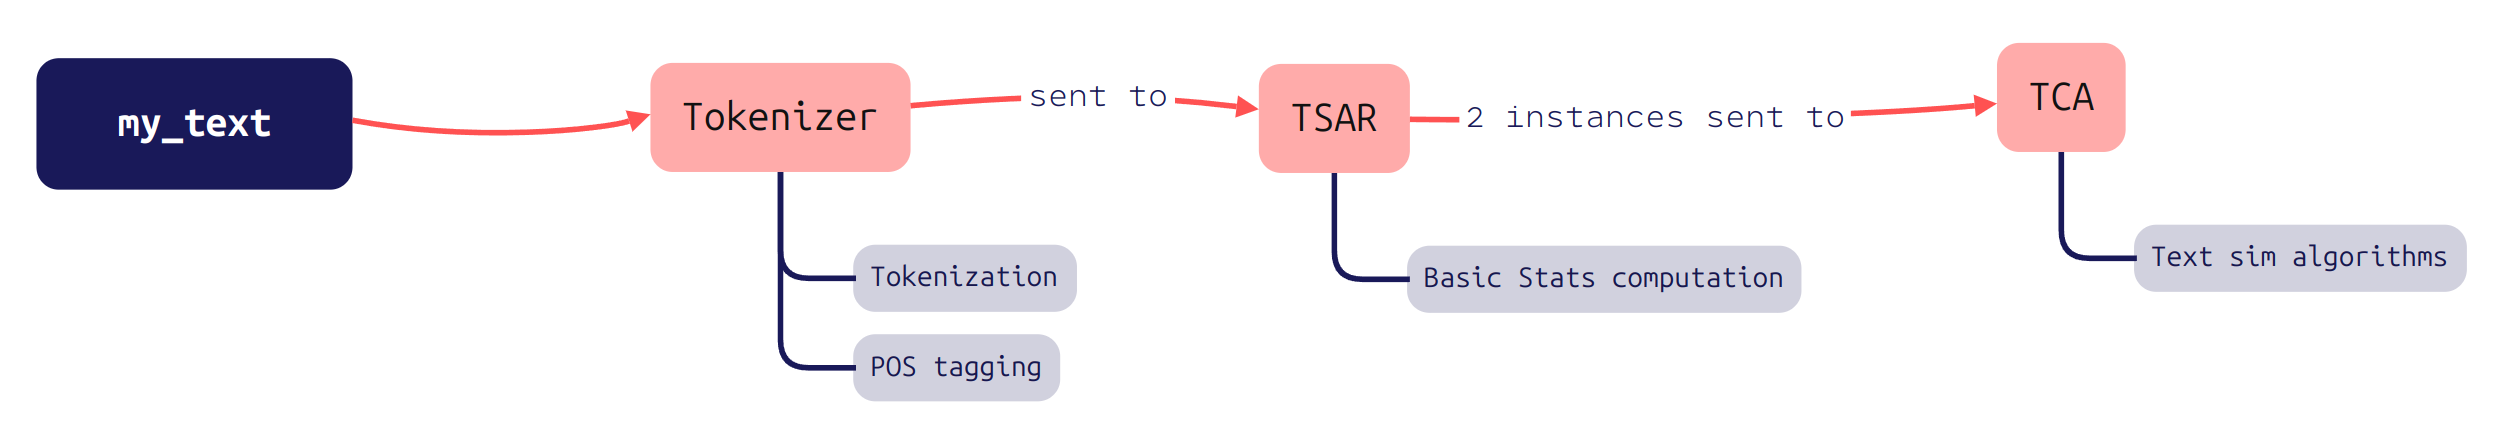 my_text
Tokenizer
sent to
TSAR
2 instances sent to
TCA
Tokenization
POS tagging
Basic Stats computation
Text sim algorithms